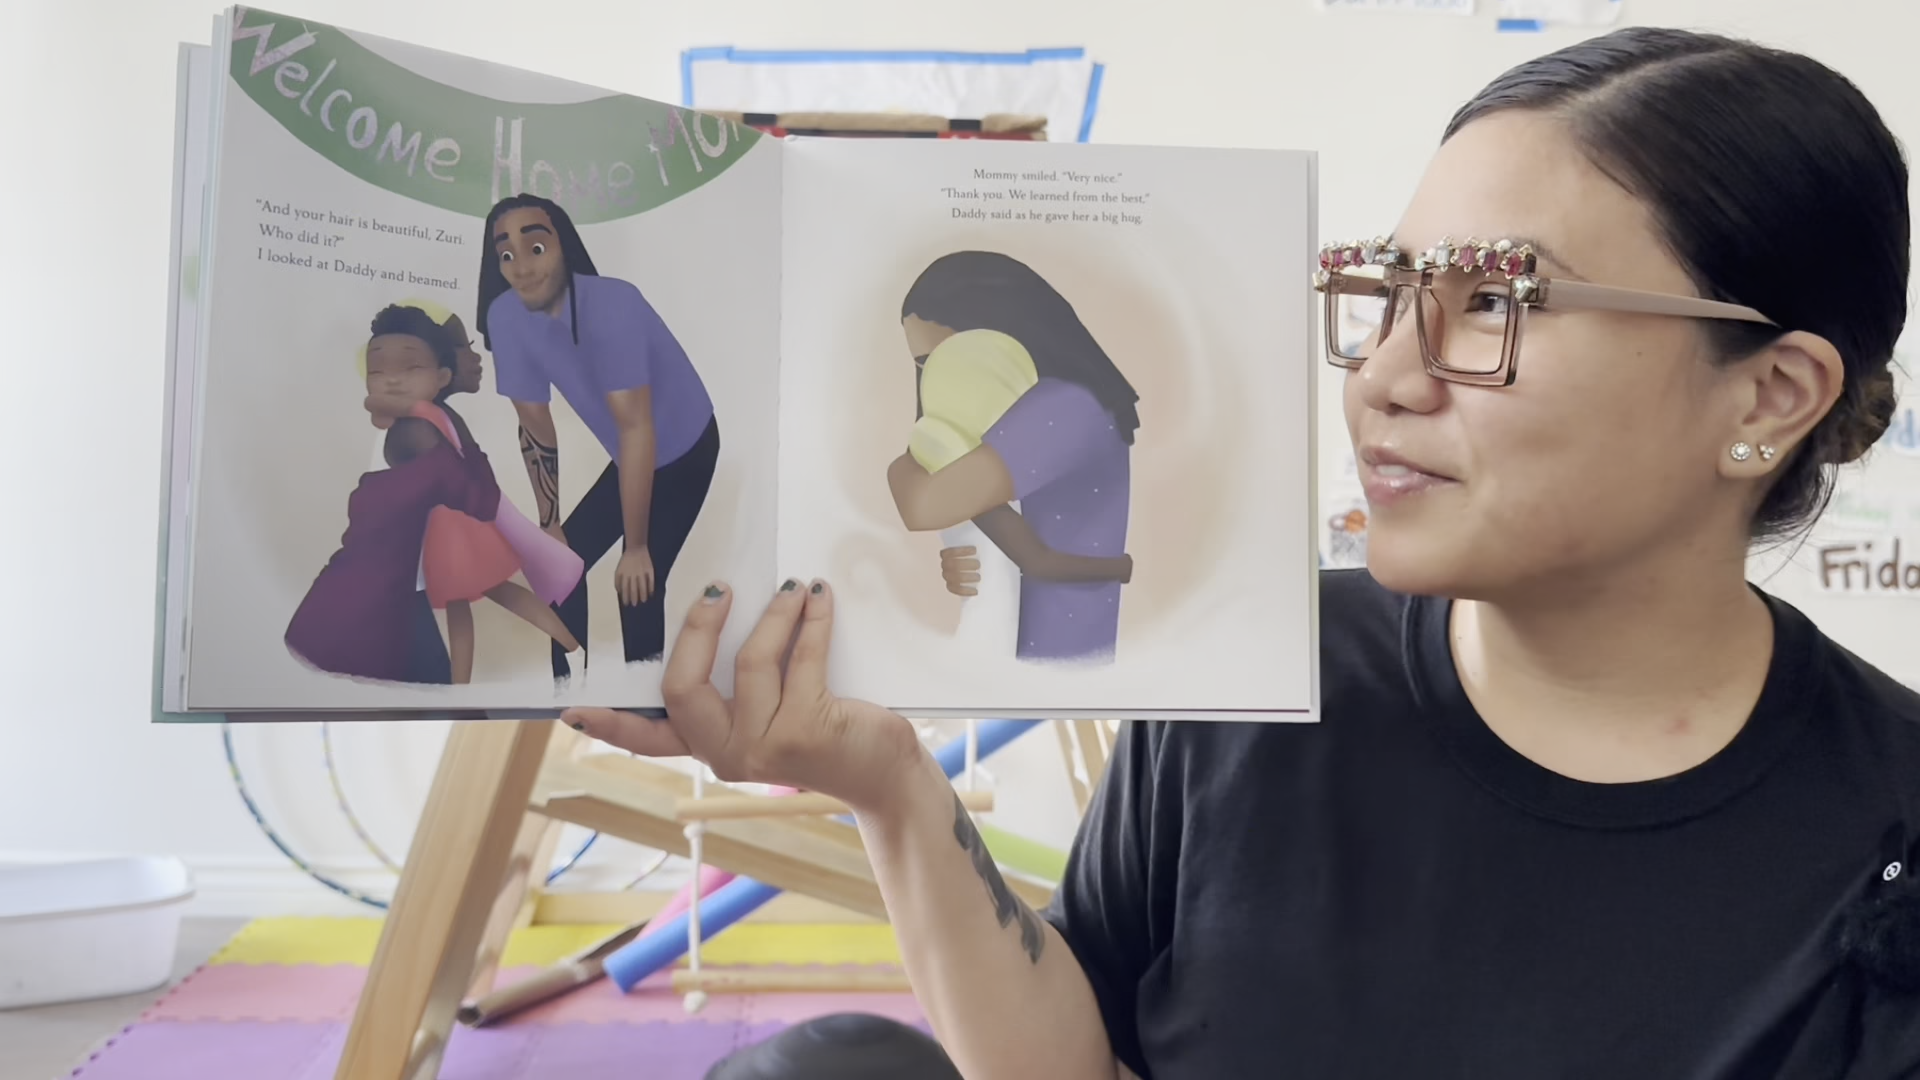 Welcome Home Mo
"And your hair is beautiful, Zuri.
Who did it?"
I looked at Daddy and beamed.
Mommy smiled. "Very nice."
"Thank you. We learned from the best,"
Daddy said as he gave her a big hug.
Frida